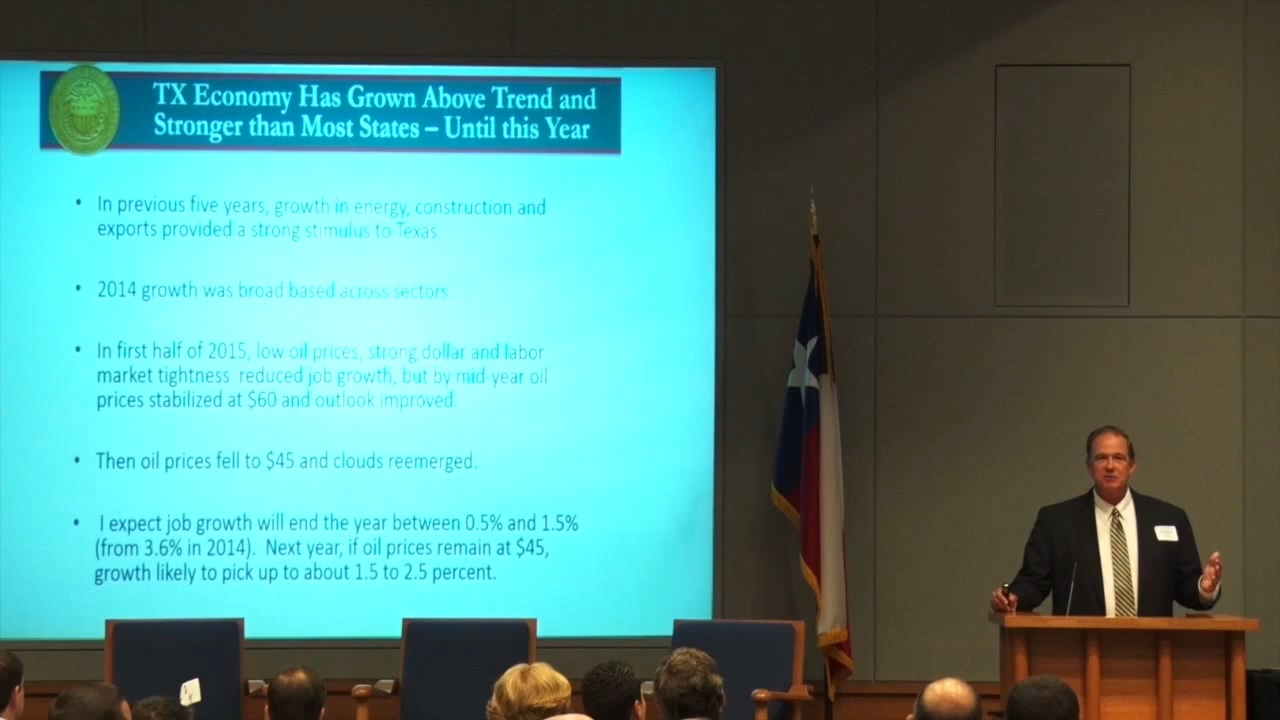 TX Economy Has Grown Above Trend and
Stronger than Most States – Until this Year
• In previous five years, growth in energy, construction and
exports provided a strong stimulus to Texas.
• 2014 growth was broad based across sectors.
• In first half of 2015, low oil prices, strong dollar and labor
market tightness reduced job growth, but by mid-year oil
prices stabilized at $60 and outlook improved.
• Then oil prices fell to $45 and clouds reemerged.
• I expect job growth will end the year between 0.5% and 1.5%
(from 3.6% in 2014). Next year, if oil prices remain at $45,
growth likely to pick up to about 1.5 to 2.5 percent.